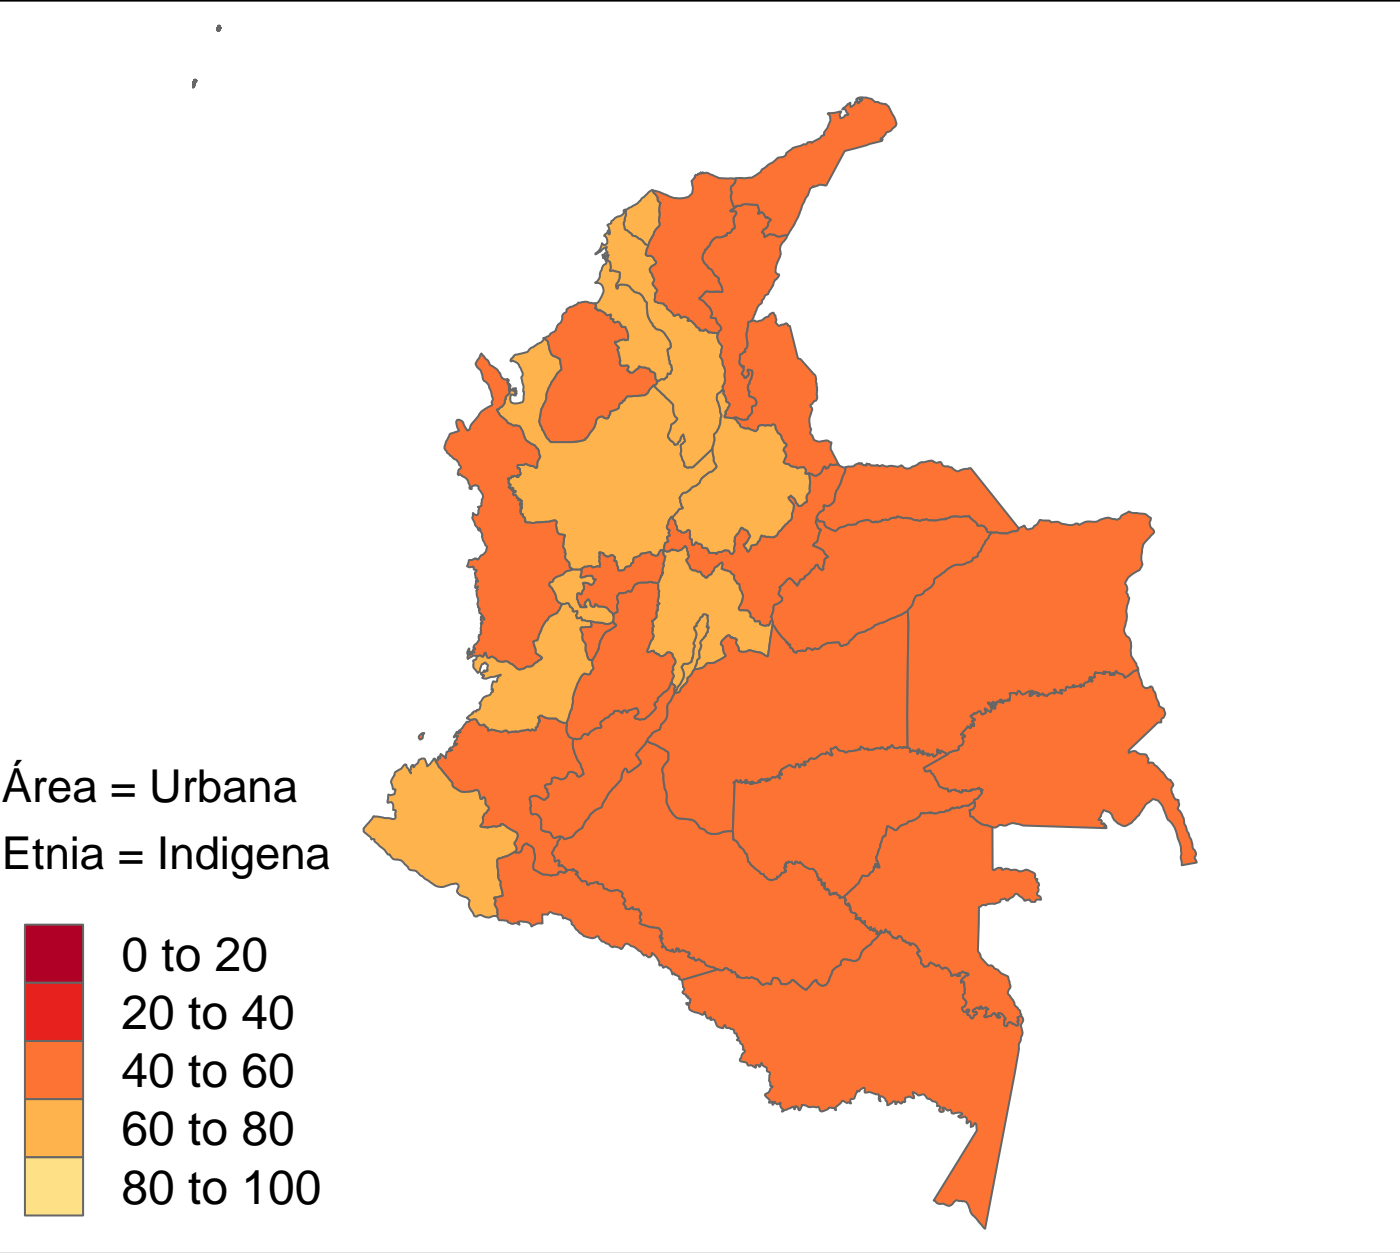 Área = Urbana
Etnia = Indigena
0 to 20
20 to 40
40 to 60
60 to 80
80 to 100